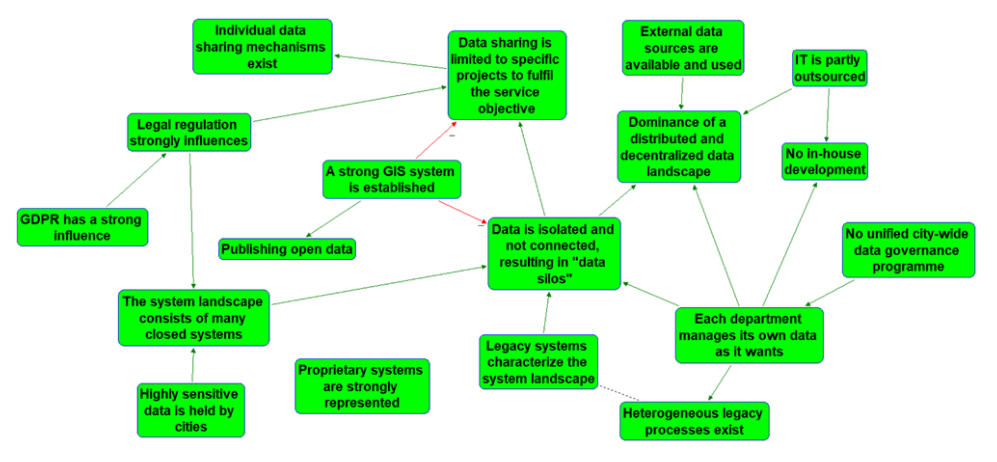 Individual data
sharing mechanisms
exist
Data sharing is
limited to specific
projects to fulfil
the service
objective
External data
sources are
available and used
IT is partly
outsourced
Legal regulation
strongly influences
Dominance of a
distributed and
decentralized data
landscape
No in-house
development
A strong GIS system
is established
GDPR has a strong
influence
Publishing open data
Data is isolated and
not connected,
resulting in "data
silos"
No unified city-wide
data governance
programme
The system landscape
consists of many
closed systems
Each department
manages its own data
as it wants
Legacy systems
characterize the
system landscape
Proprietary systems
are strongly
represented
Highly sensitive
data is held by
cities
Heterogeneous legacy
processes exist